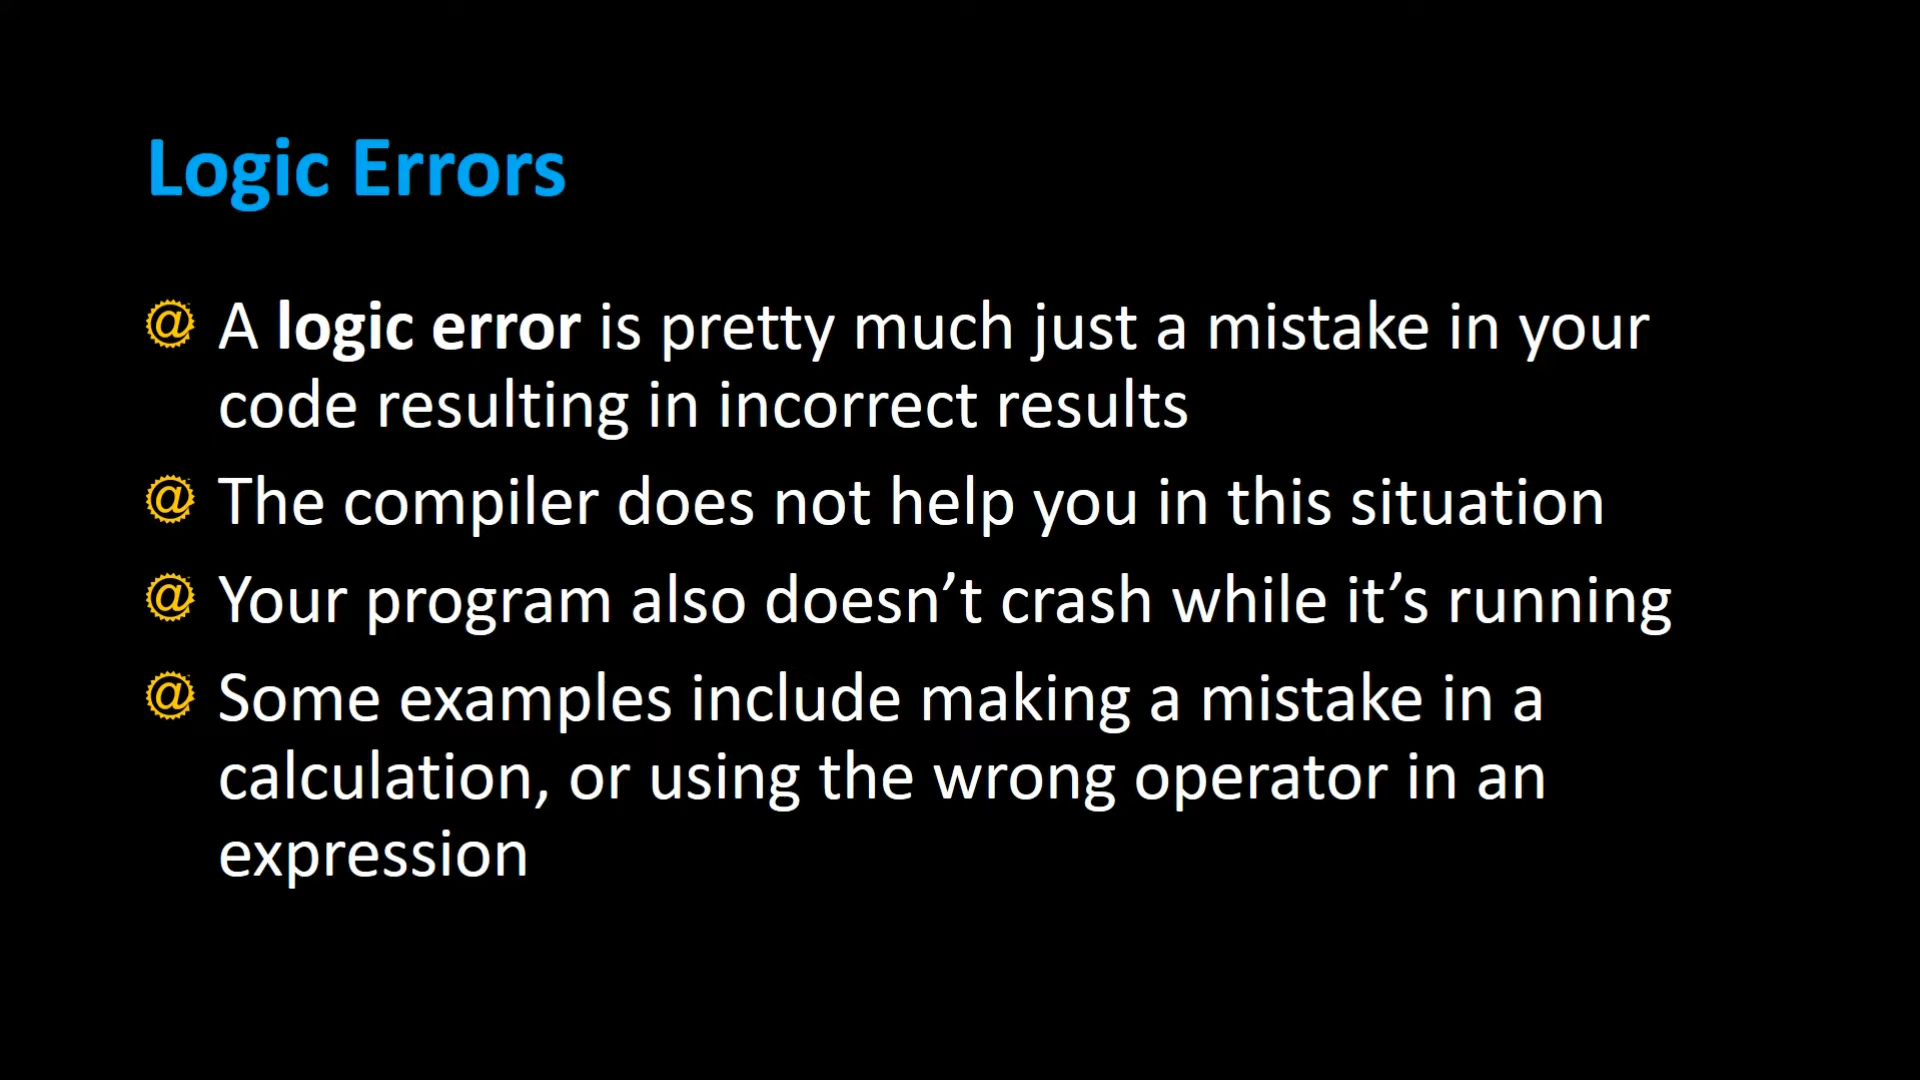 Logic Errors
@ A logic error is pretty much just a mistake in your
code resulting in incorrect results
@ The compiler does not help you in this situation
@ Your program also doesn’t crash while it’s running
@ Some examples include making a mistake in a
calculation, or using the wrong operator in an
expression